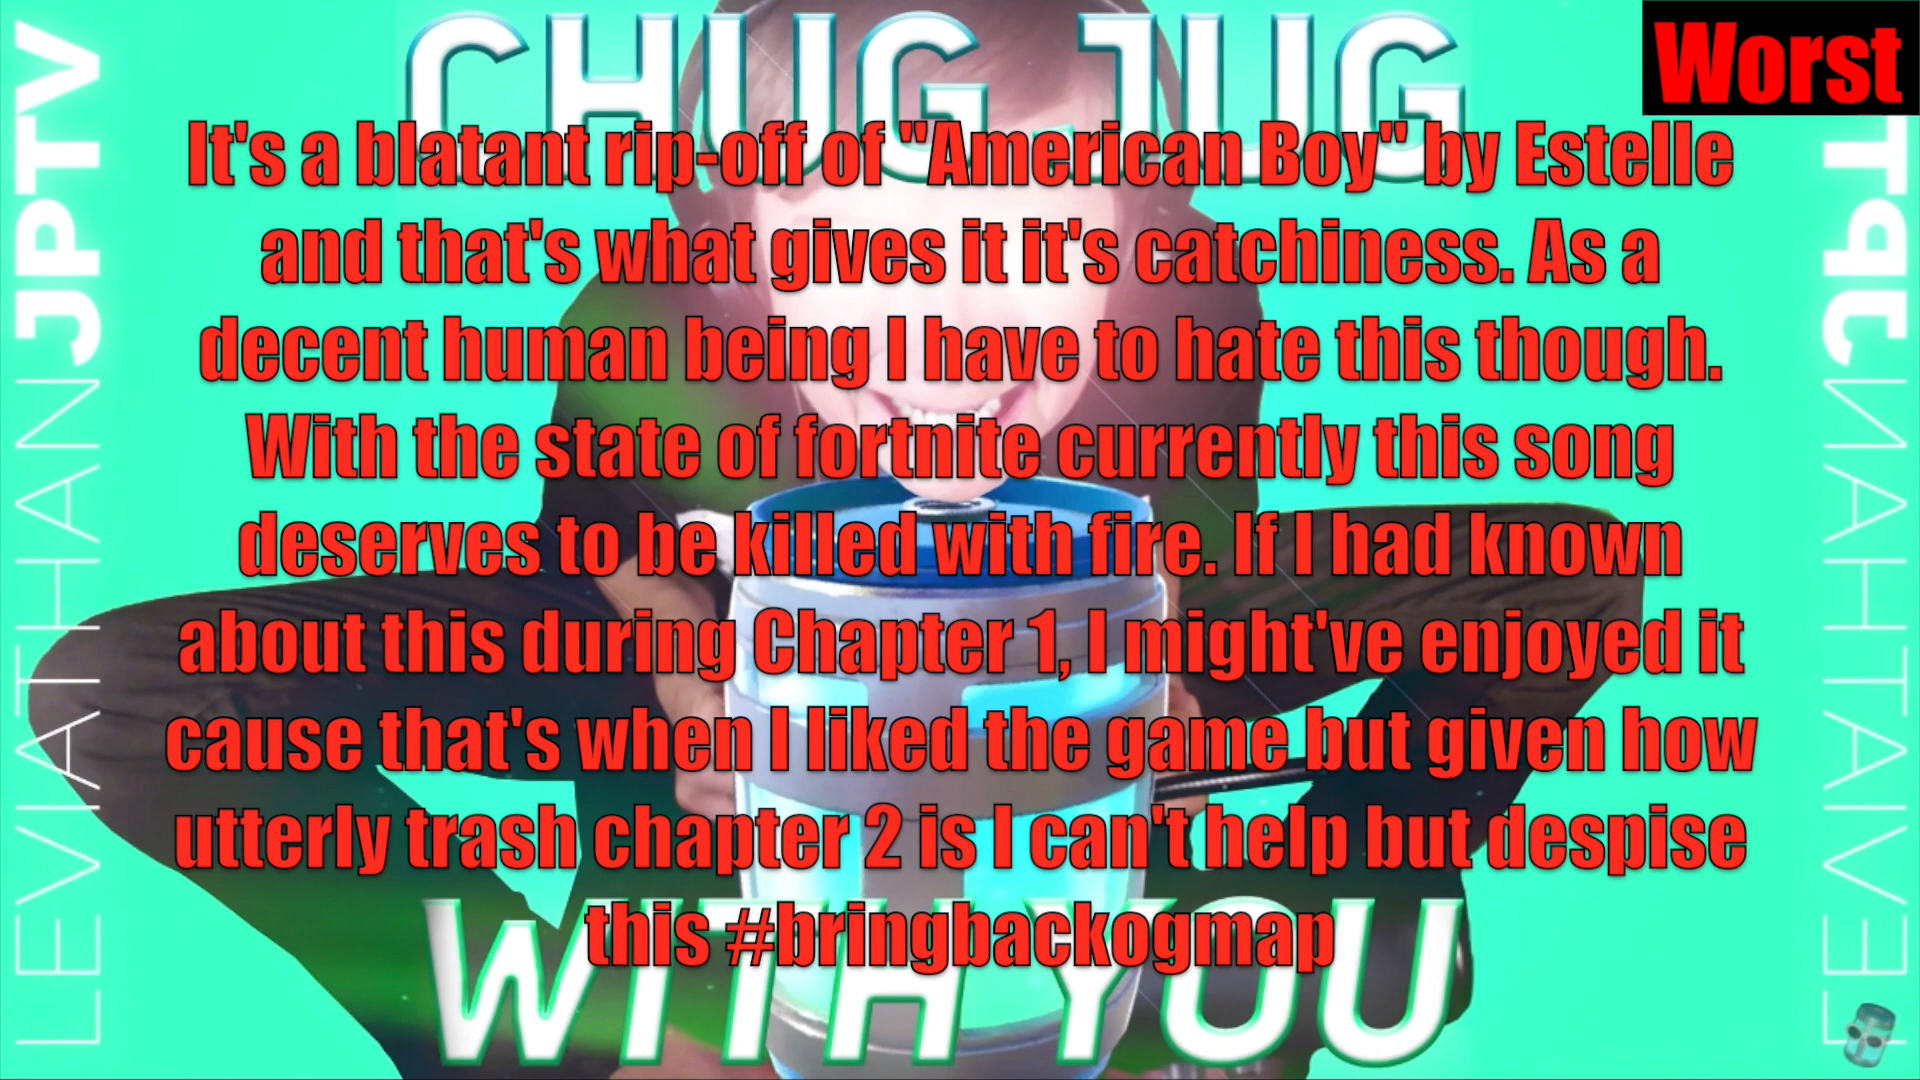 CHUG JUG
Worst
It's a blatant rip-off of "American Boy" by Estelle
and that's what gives it it's catchiness. As a
decent human being I have to hate this though.
With the state of fortnite currently this song
deserves to be killed with fire. If I had known
about this during Chapter 1, I might've enjoyed it
cause that's when I liked the game but given how
utterly trash chapter 2 is I can't help but despise
this #bringbackogmap
WITH YOU
LEVIATHANJPTV
LEVIATHANJPTV